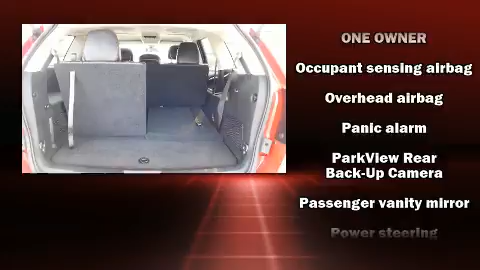 ONE OWNER
Occupant sensing airbag
Overhead airbag
Panic alarm
ParkView Rear
Back-Up Camera
Passenger vanity mirror
Power steering